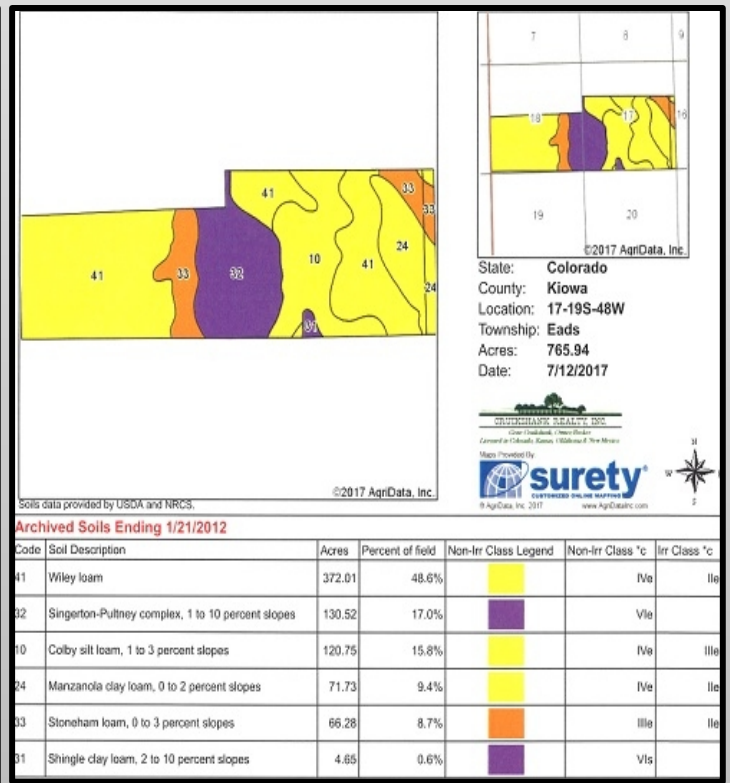 41
33
32
41
10
41
33
33
24
24
31
©2017 AgriData, Inc.
Soils data provided by USDA and NRCS.
7
8
9
18
17
16
19
20
©2017 AgriData, Inc.
State: Colorado
County: Kiowa
Location: 17-19S-48W
Township: Eads
Acres: 765.94
Date: 7/12/2017
CRUIKSHANK REALTY, INC.
Licensed in Colorado, Kansas, Oklahoma & New Mexico
Maps Provided By:
surety®
CUSTOMIZED ONLINE MAPPING
© AgriData, Inc. 2017 www.AgriDataInc.com
N
W
S
Archived Soils Ending 1/21/2012
Code Soil Description Acres Percent of field Non-Irr Class Legend Non-Irr Class *c Irr Class *c
41 Wiley loam 372.01 48.6% IVe IIe
32 Singerton-Pultney complex, 1 to 10 percent slopes 130.52 17.0% VIe
10 Colby silt loam, 1 to 3 percent slopes 120.75 15.8% IVe IIIe
24 Manzanola clay loam, 0 to 2 percent slopes 71.73 9.4% IVe IIe
33 Stoneham loam, 0 to 3 percent slopes 66.28 8.7% IIIe IIe
31 Shingle clay loam, 2 to 10 percent slopes 4.65 0.6% VIs